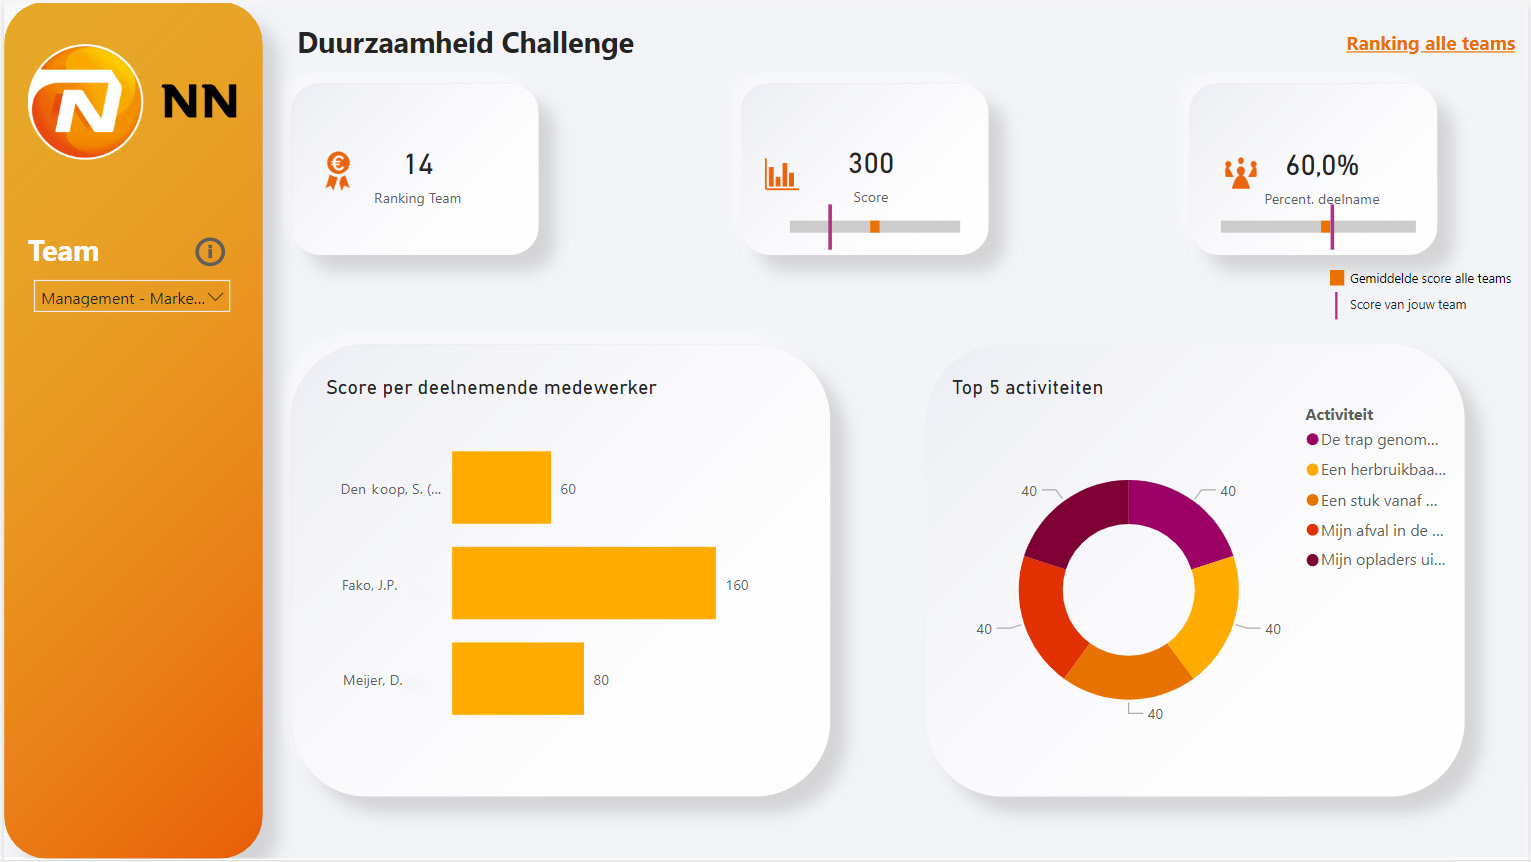 Duurzaamheid Challenge
Ranking alle teams
NN
14
Ranking Team
300
Score
60,0%
Percent. deelname
Team
Management - Marke...
Gemiddelde score alle teams
Score van jouw team
Score per deelnemende medewerker
Den koop, S. (...
60
Fako, J.P.
160
Meijer, D.
80
Top 5 activiteiten
Activiteit
De trap genom...
Een herbruikbaa...
Een stuk vanaf ...
Mijn afval in de ...
Mijn opladers ui...
40
40
40
40
40